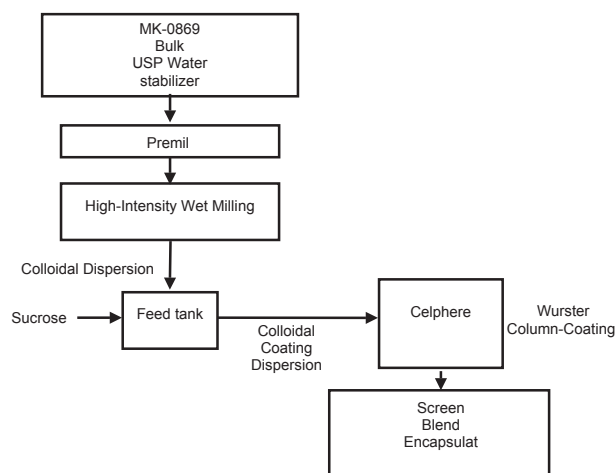 MK-0869
Bulk
USP Water
stabilizer
Premil
High-Intensity Wet Milling
Colloidal Dispersion
Sucrose
Feed tank
Colloidal
Coating
Dispersion
Celphere
Wurster
Column-Coating
Screen
Blend
Encapsulat